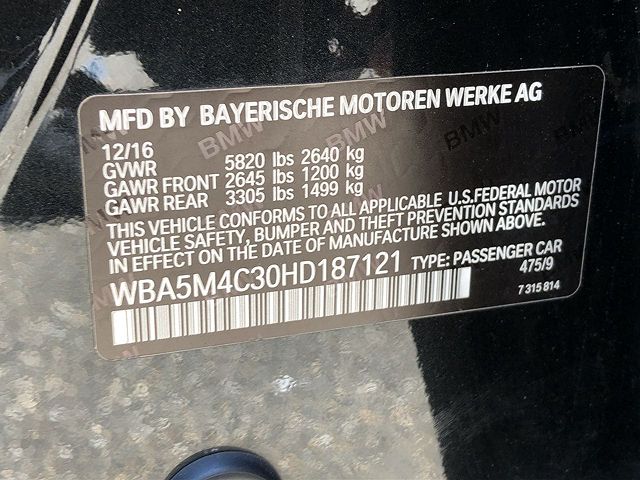 MFD BY BAYERISCHE MOTOREN WERKE AG
12/16
GVWR 5820 lbs 2640 kg
GAWR FRONT 2645 lbs 1200 kg
GAWR REAR 3305 lbs 1499 kg
THIS VEHICLE CONFORMS TO ALL APPLICABLE U.S.FEDERAL MOTOR
VEHICLE SAFETY, BUMPER AND THEFT PREVENTION STANDARDS
IN EFFECT ON THE DATE OF MANUFACTURE SHOWN ABOVE.
WBA5M4C30HD187121 TYPE: PASSENGER CAR
475/9
7 315 814
BMW
BMW
BMW